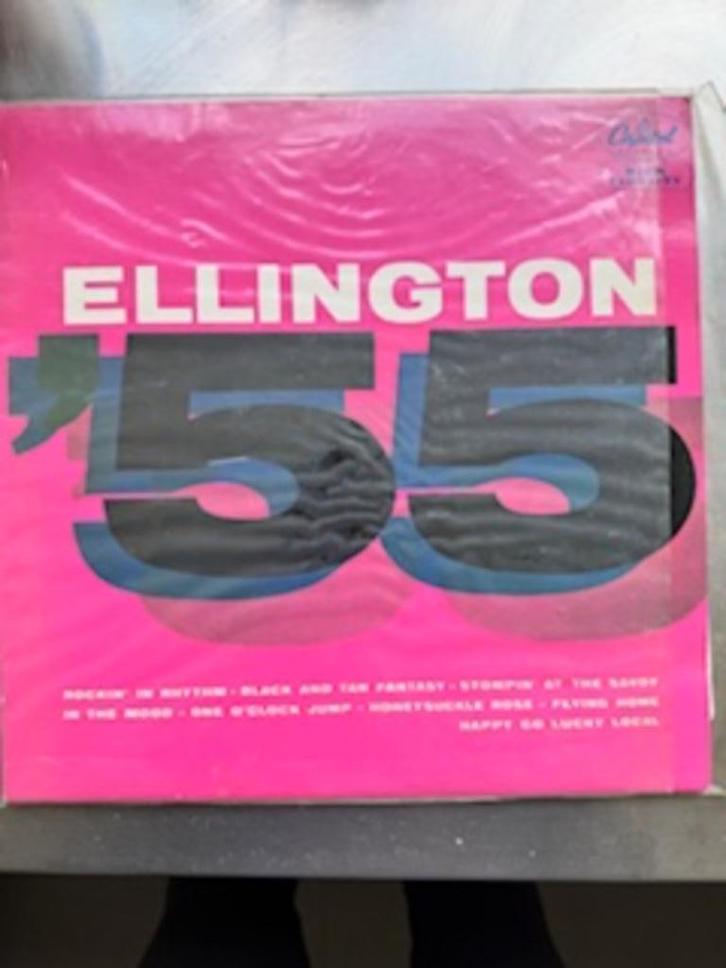 Capitol
ELLINGTON
'55
ROCKIN' IN RHYTHM · BLACK AND TAN FANTASY · STOMPIN' AT THE SAVOY
IN THE MOOD · ONE O'CLOCK JUMP · HONEYSUCKLE ROSE · FLYING HOME
HAPPY GO LUCKY LOCAL